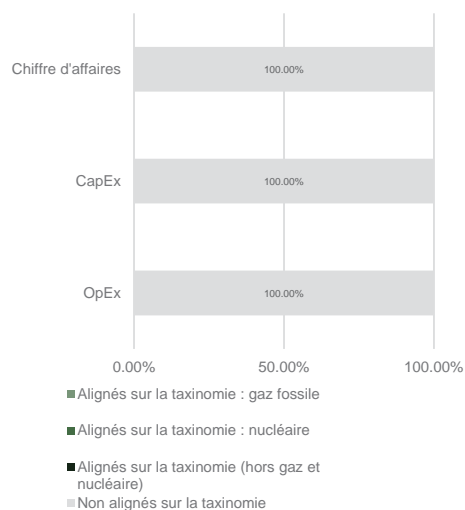 Chiffre d'affaires
100.00%
CapEx
100.00%
OpEx
100.00%
0.00% 50.00% 100.00%
Alignés sur la taxinomie : gaz fossile
Alignés sur la taxinomie : nucléaire
Alignés sur la taxinomie (hors gaz et
nucléaire)
Non alignés sur la taxinomie